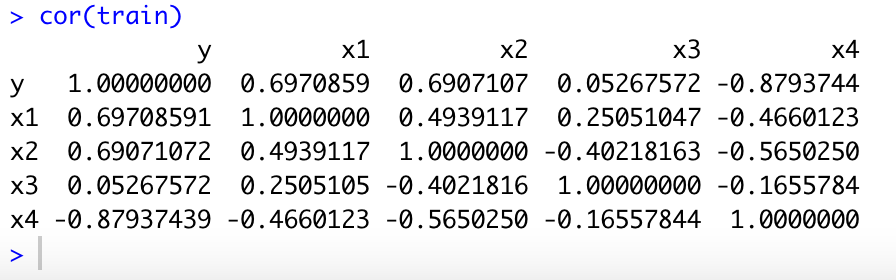 > cor(train)
            y        x1         x2          x3         x4
y   1.00000000 0.6970859  0.6907107  0.05267572 -0.8793744
x1  0.69708591 1.0000000  0.4939117  0.25051047 -0.4660123
x2  0.69071072 0.4939117  1.0000000 -0.40218163 -0.5650250
x3  0.05267572 0.2505105 -0.4021816  1.00000000 -0.1655784
x4 -0.87937439 -0.4660123 -0.5650250 -0.16557844  1.0000000
>